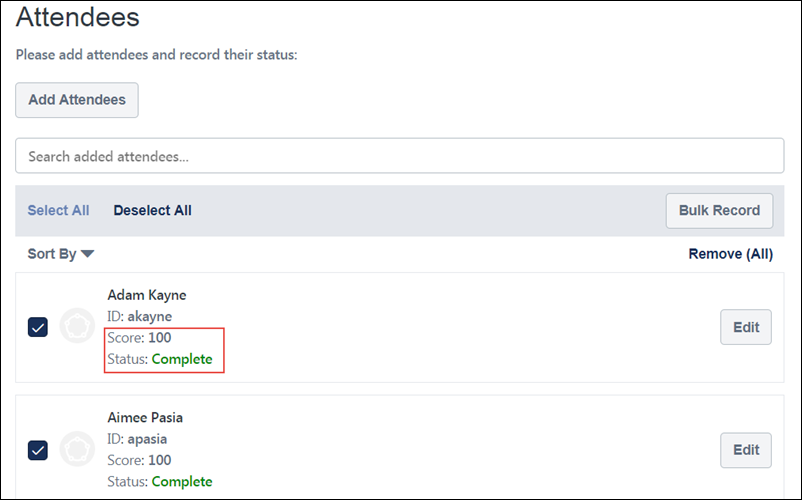 Attendees
Please add attendees and record their status:
Add Attendees
Search added attendees...
Select All Deselect All Bulk Record
Sort By Remove (All)
Adam Kayne
ID: akayne
Score: 100
Status: Complete
Edit
Aimee Pasia
ID: apasia
Score: 100
Status: Complete
Edit